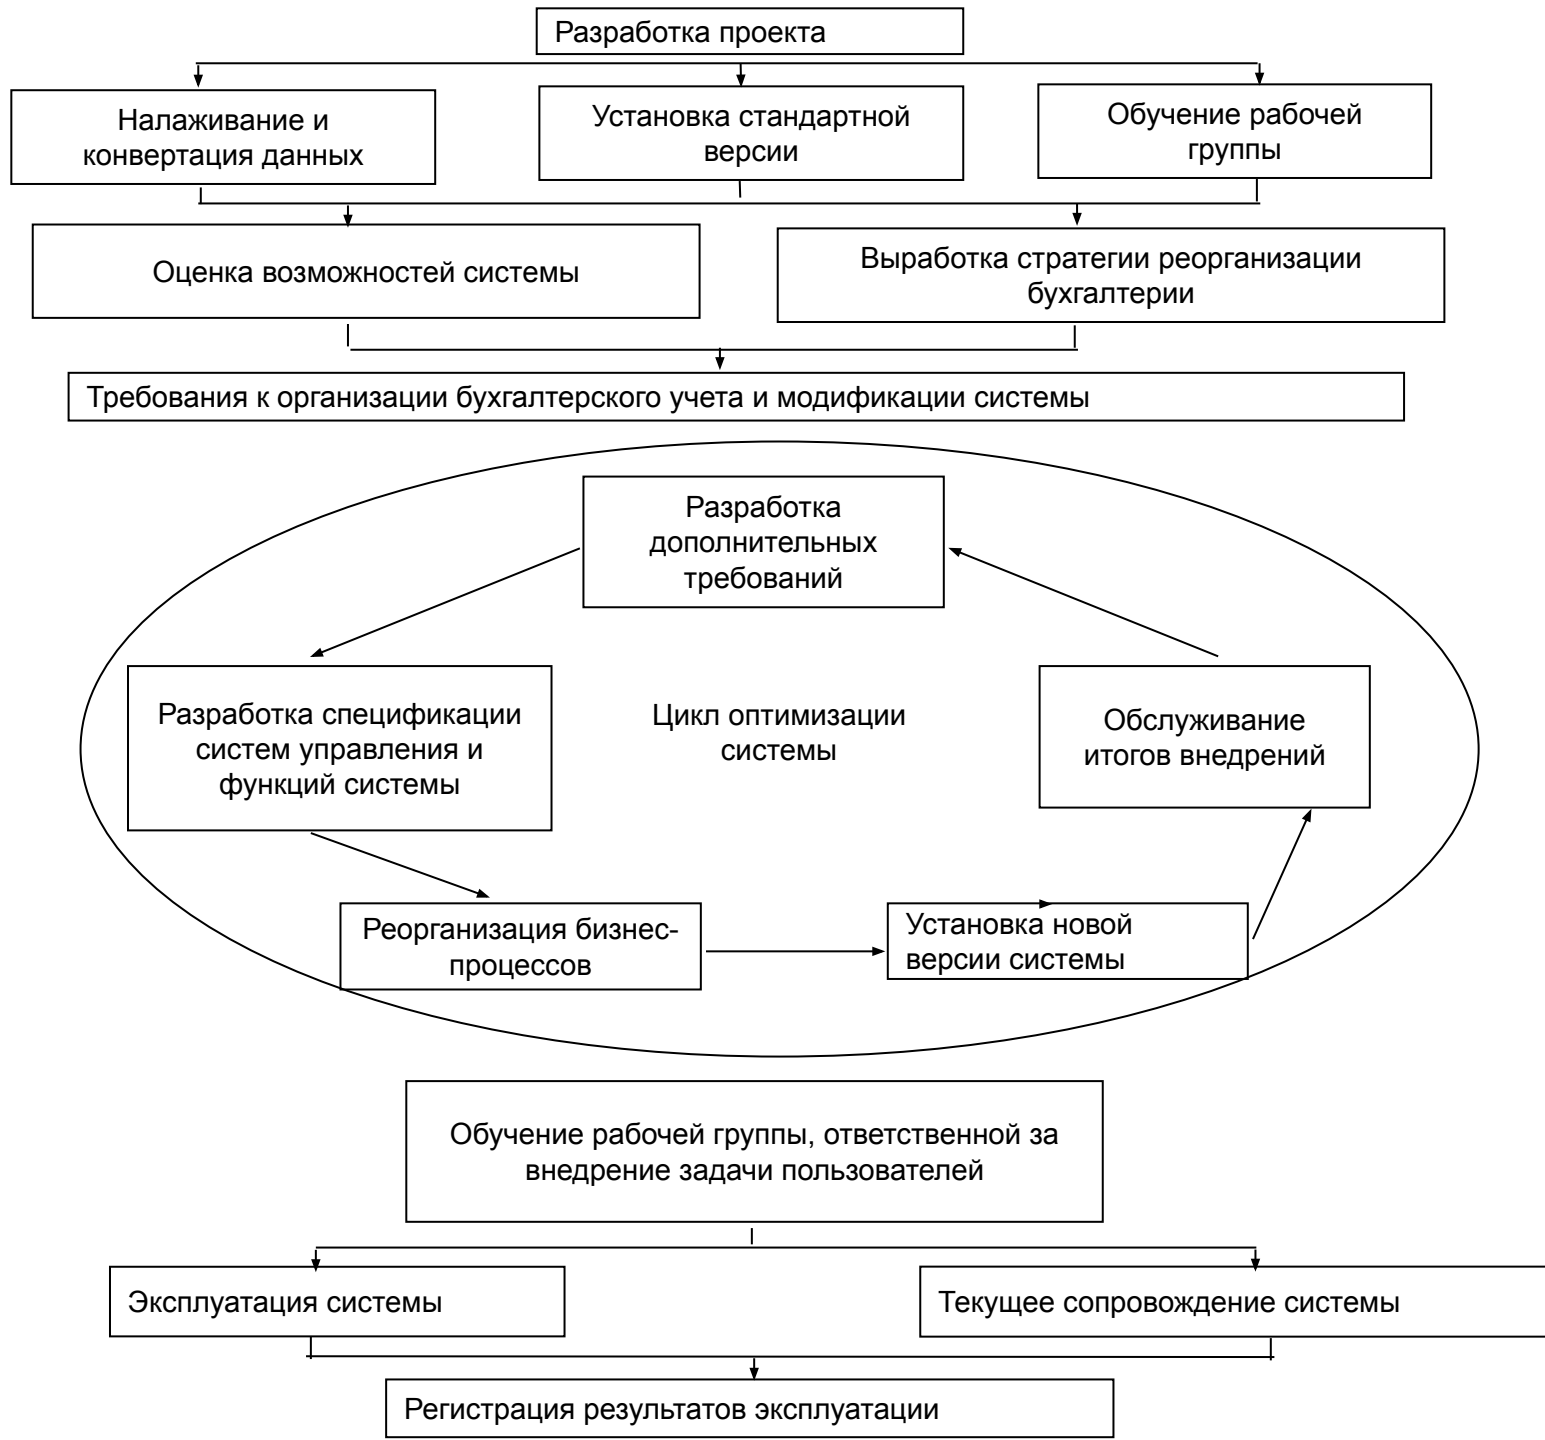 Разработка проекта
Налаживание и
конвертация данных
Установка стандартной
версии
Обучение рабочей
группы
Оценка возможностей системы
Выработка стратегии реорганизации
бухгалтерии
Требования к организации бухгалтерского учета и модификации системы
Разработка
дополнительных
требований
Разработка спецификации
систем управления и
функций системы
Цикл оптимизации
системы
Обслуживание
итогов внедрений
Реорганизация бизнес-
процессов
Установка новой
версии системы
Обучение рабочей группы, ответственной за
внедрение задачи пользователей
Эксплуатация системы
Текущее сопровождение системы
Регистрация результатов эксплуатации